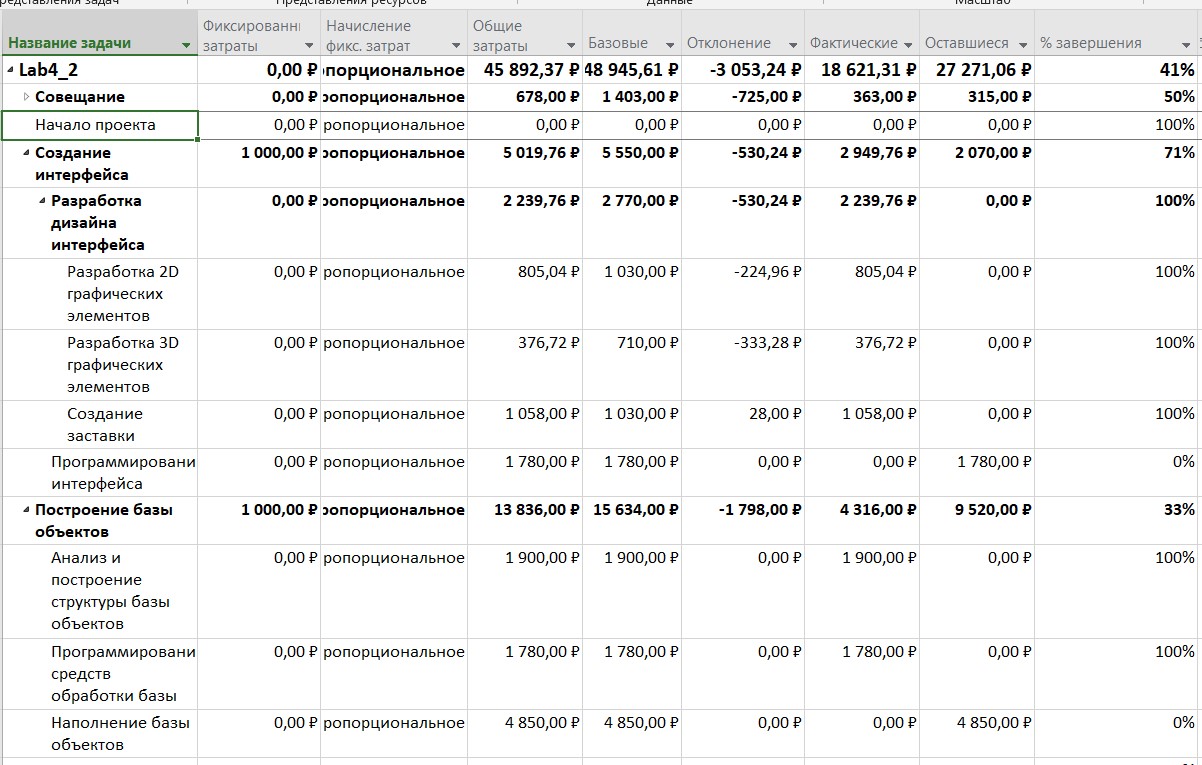 Представления ресурсов Данные Масштаб
Название задачи Фиксированнь затраты Начисление фикс. затрат Общие затраты Базовые Отклонение Фактические Оставшиеся % завершения
Lab4_2 0,00 ₽ опорциональное 45 892,37 ₽ 48 945,61 ₽ -3 053,24 ₽ 18 621,31 ₽ 27 271,06 ₽ 41%
Совещание 0,00 ₽ ропорциональное 678,00 ₽ 1 403,00 ₽ -725,00 ₽ 363,00 ₽ 315,00 ₽ 50%
Начало проекта 0,00 ₽ ропорциональное 0,00 ₽ 0,00 ₽ 0,00 ₽ 0,00 ₽ 0,00 ₽ 100%
Создание 1 000,00 ₽ ропорциональное 5 019,76 ₽ 5 550,00 ₽ -530,24 ₽ 2 949,76 ₽ 2 070,00 ₽ 71%
интерфейса
Разработка 0,00 ₽ ропорциональное 2 239,76 ₽ 2 770,00 ₽ -530,24 ₽ 2 239,76 ₽ 0,00 ₽ 100%
дизайна
интерфейса
Разработка 2D 0,00 ₽ ропорциональное 805,04 ₽ 1 030,00 ₽ -224,96 ₽ 805,04 ₽ 0,00 ₽ 100%
графических
элементов
Разработка 3D 0,00 ₽ ропорциональное 376,72 ₽ 710,00 ₽ -333,28 ₽ 376,72 ₽ 0,00 ₽ 100%
графических
элементов
Создание 0,00 ₽ ропорциональное 1 058,00 ₽ 1 030,00 ₽ 28,00 ₽ 1 058,00 ₽ 0,00 ₽ 100%
заставки
Программировани 0,00 ₽ ропорциональное 1 780,00 ₽ 1 780,00 ₽ 0,00 ₽ 0,00 ₽ 1 780,00 ₽ 0%
интерфейса
Построение базы 1 000,00 ₽ ропорциональное 13 836,00 ₽ 15 634,00 ₽ -1 798,00 ₽ 4 316,00 ₽ 9 520,00 ₽ 33%
объектов
Анализ и 0,00 ₽ ропорциональное 1 900,00 ₽ 1 900,00 ₽ 0,00 ₽ 1 900,00 ₽ 0,00 ₽ 100%
построение
структуры базы
объектов
Программировани 0,00 ₽ ропорциональное 1 780,00 ₽ 1 780,00 ₽ 0,00 ₽ 1 780,00 ₽ 0,00 ₽ 100%
средств
обработки базы
Наполнение базы 0,00 ₽ ропорциональное 4 850,00 ₽ 4 850,00 ₽ 0,00 ₽ 0,00 ₽ 4 850,00 ₽ 0%
объектов